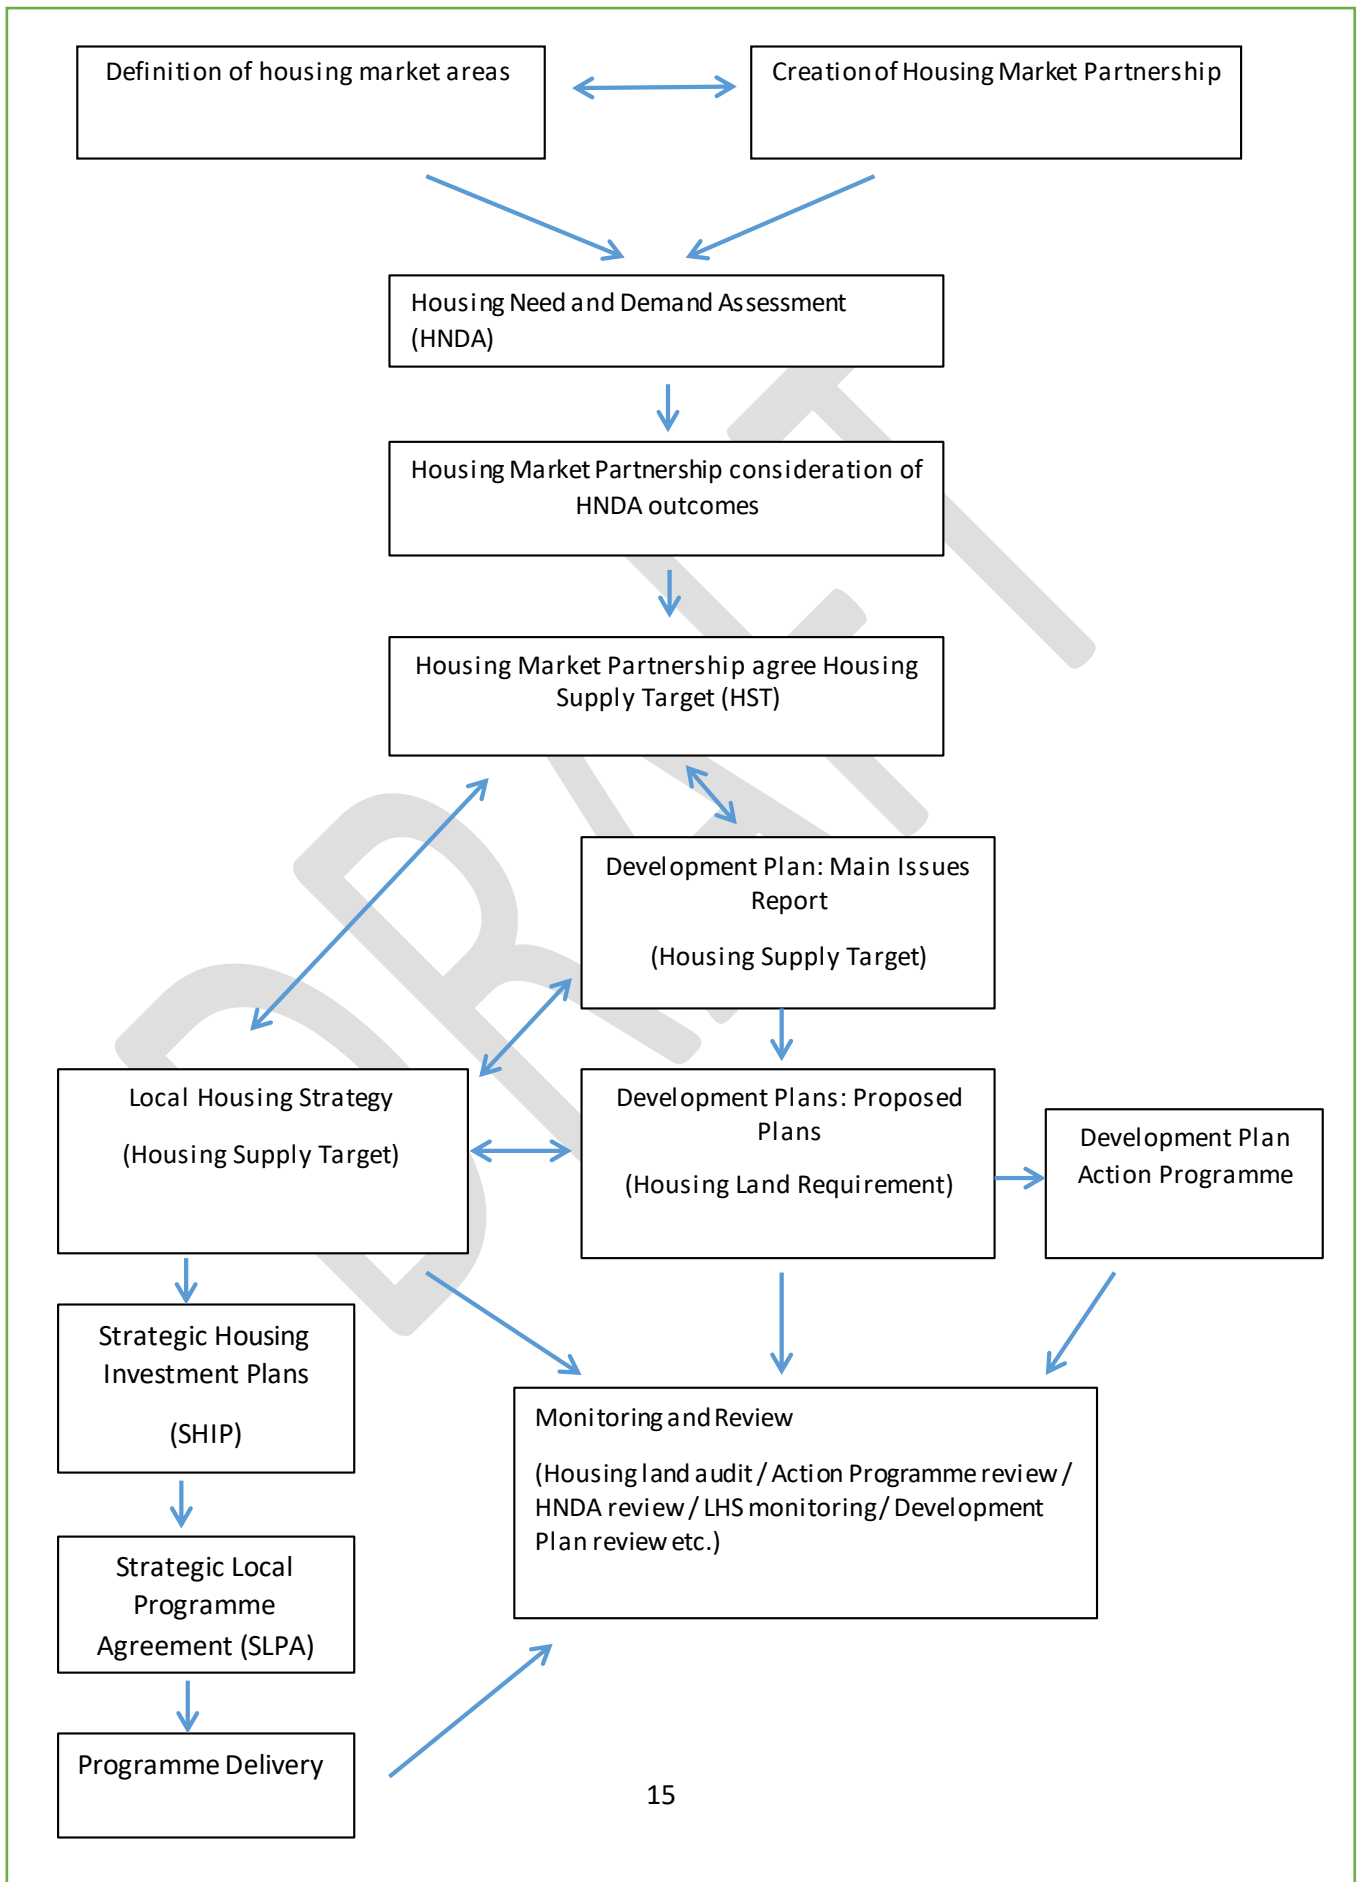 Definition of housing market areas
Creation of Housing Market Partnership
Housing Need and Demand Assessment
(HNDA)
Housing Market Partnership consideration of
HNDA outcomes
Housing Market Partnership agree Housing
Supply Target (HST)
Development Plan: Main Issues
Report
(Housing Supply Target)
Local Housing Strategy
(Housing Supply Target)
Development Plans: Proposed
Plans
(Housing Land Requirement)
Development Plan
Action Programme
Strategic Housing
Investment Plans
(SHIP)
Monitoring and Review
(Housing land audit / Action Programme review /
HNDA review / LHS monitoring / Development
Plan review etc.)
Strategic Local
Programme
Agreement (SLPA)
Programme Delivery
15
DRAFT